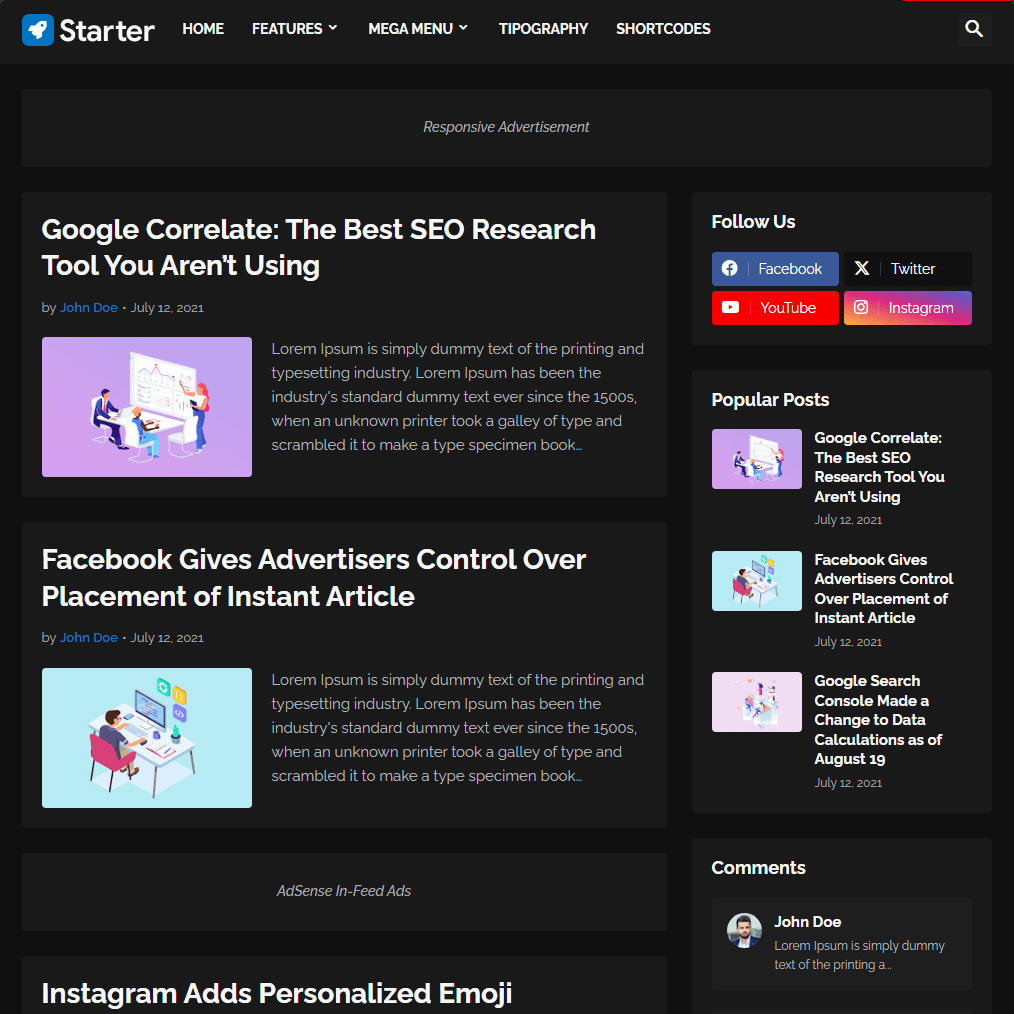 Starter
HOME
FEATURES
MEGA MENU
TIPOGRAPHY
SHORTCODES
Responsive Advertisement
Google Correlate: The Best SEO Research
Tool You Aren't Using
by John Doe • July 12, 2021
Lorem Ipsum is simply dummy text of the printing and
typesetting industry. Lorem Ipsum has been the
industry's standard dummy text ever since the 1500s,
when an unknown printer took a galley of type and
scrambled it to make a type specimen book…
Facebook Gives Advertisers Control Over
Placement of Instant Article
by John Doe • July 12, 2021
Lorem Ipsum is simply dummy text of the printing and
typesetting industry. Lorem Ipsum has been the
industry's standard dummy text ever since the 1500s,
when an unknown printer took a galley of type and
scrambled it to make a type specimen book…
AdSense In-Feed Ads
Instagram Adds Personalized Emoji
Follow Us
Facebook
Twitter
YouTube
Instagram
Popular Posts
Google Correlate:
The Best SEO
Research Tool You
Aren't Using
July 12, 2021
Facebook Gives
Advertisers Control
Over Placement of
Instant Article
July 12, 2021
Google Search
Console Made a
Change to Data
Calculations as of
August 19
July 12, 2021
Comments
John Doe
Lorem Ipsum is simply dummy
text of the printing a…